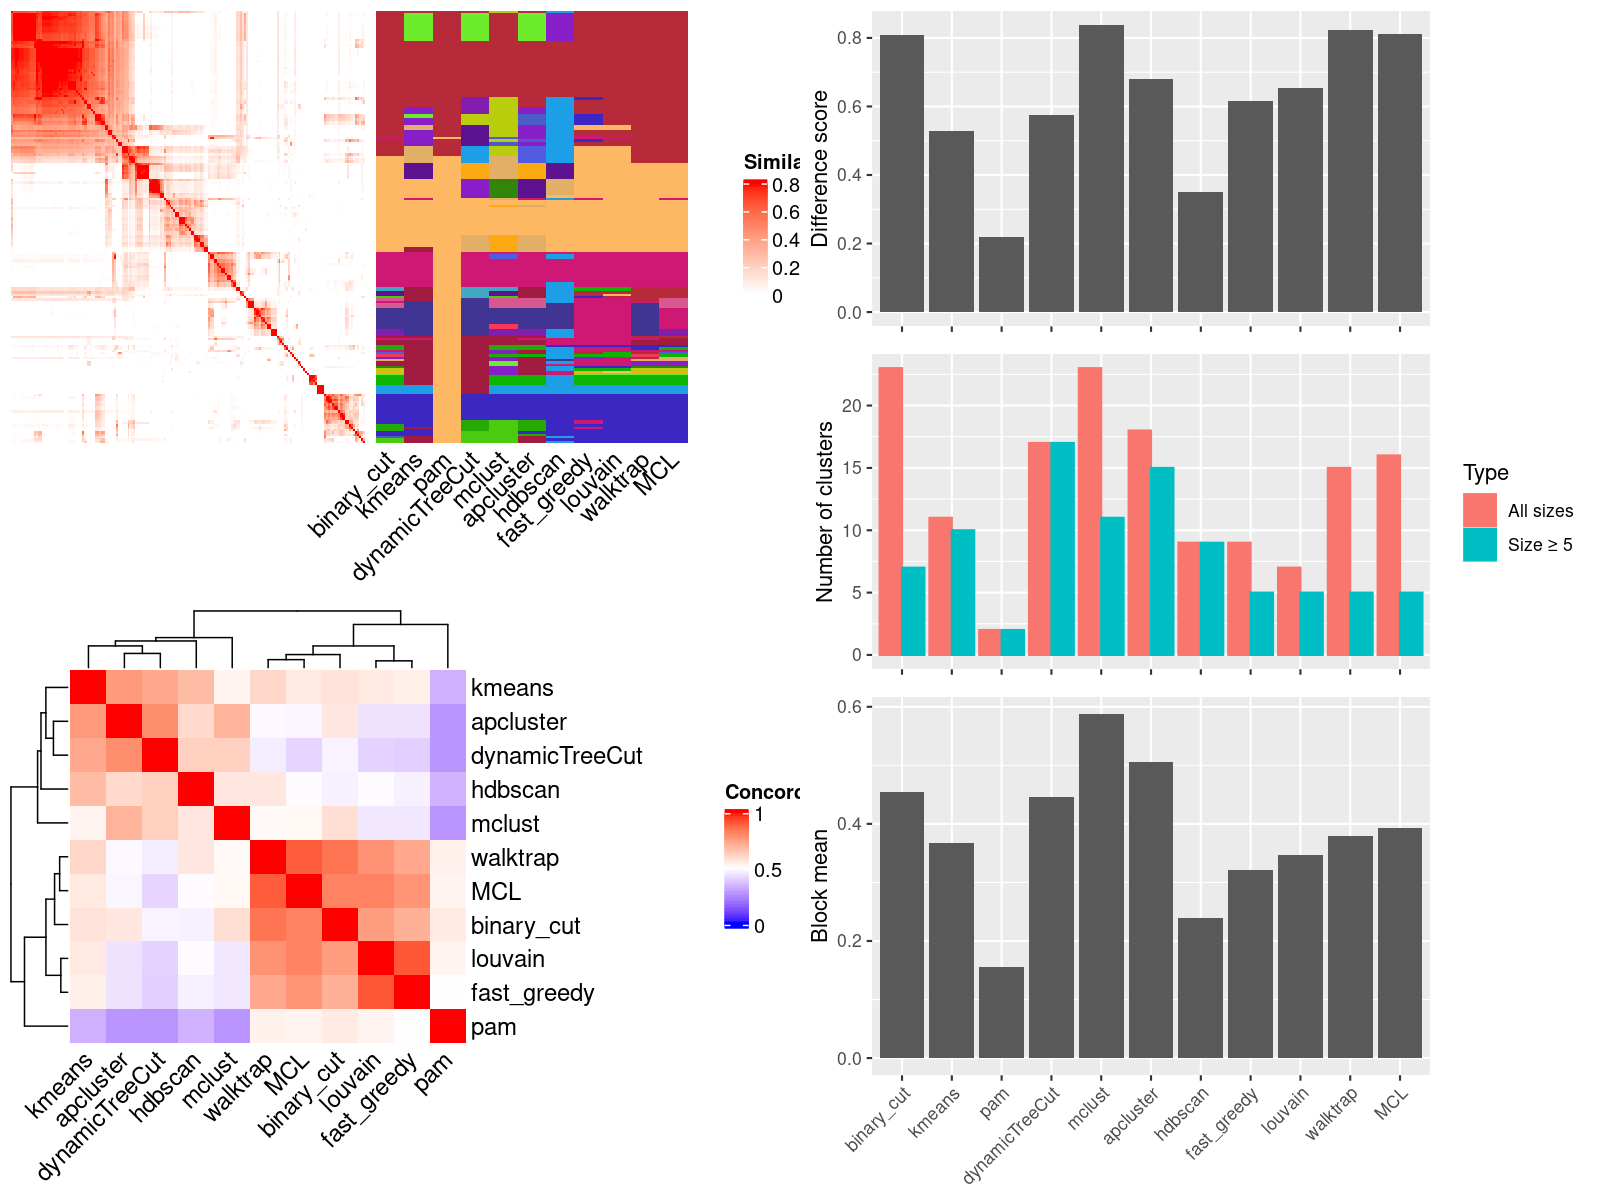 Simila
0.8
0.6
0.4
0.2
0
binary_cut
kmeans
pam
dynamicTreeCut
mclust
apcluster
hdbscan
fast_greedy
louvain
walktrap
MCL
Difference score
0.8
0.6
0.4
0.2
0.0
Number of clusters
20
15
10
5
0
Type
All sizes
Size ≥ 5
kmeans
apcluster
dynamicTreeCut
hdbscan
mclust
walktrap
MCL
binary_cut
louvain
fast_greedy
pam
kmeans
apcluster
dynamicTreeCut
hdbscan
mclust
walktrap
MCL
binary_cut
louvain
fast_greedy
pam
Concord
1
0.5
0
Block mean
0.6
0.4
0.2
0.0
binary_cut
kmeans
pam
dynamicTreeCut
mclust
apcluster
hdbscan
fast_greedy
louvain
walktrap
MCL